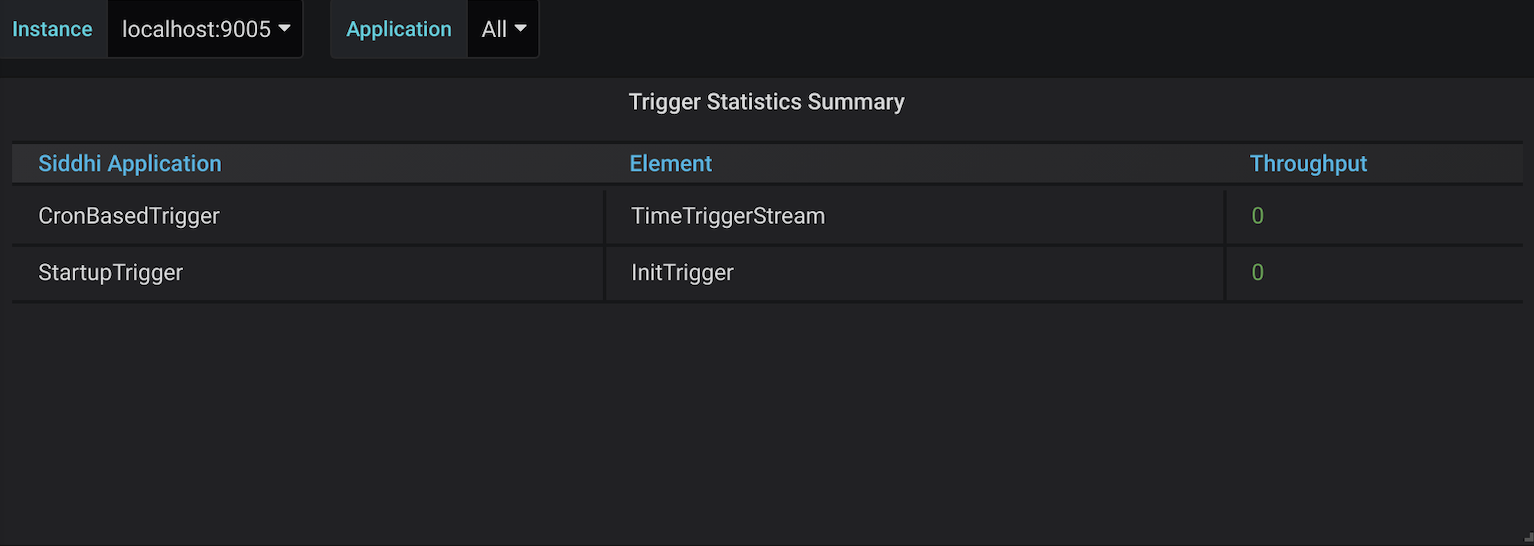 Instance localhost:9005 Application All
Trigger Statistics Summary
Siddhi Application Element Throughput
CronBasedTrigger TimeTriggerStream 0
StartupTrigger InitTrigger 0